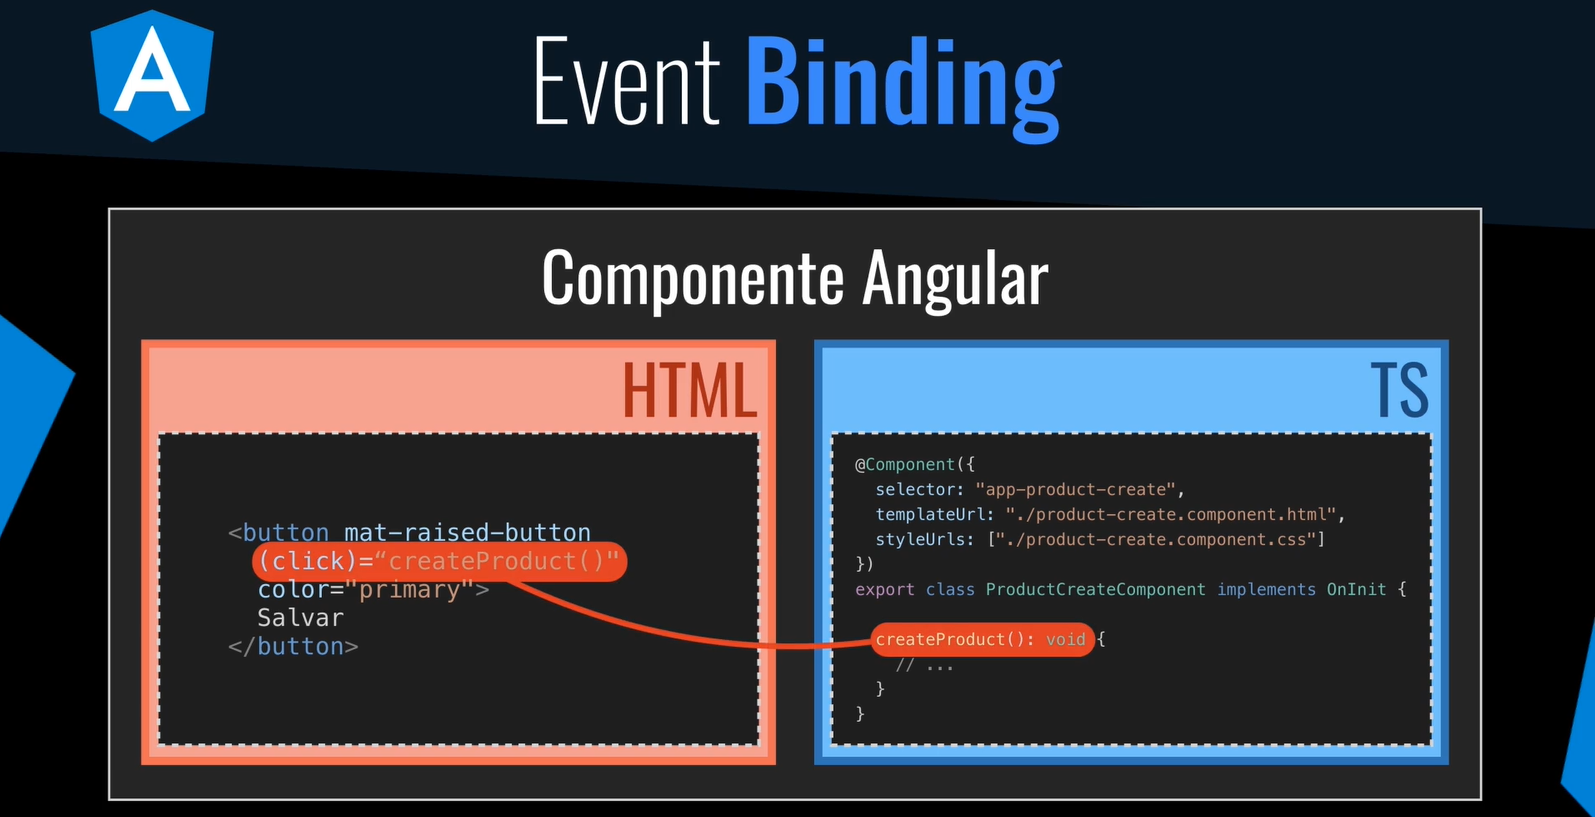 Event Binding
Componente Angular
HTML
<button mat-raised-button
(click)=“createProduct()"
color="primary">
Salvar
</button>
TS
@Component({
selector: "app-product-create",
templateUrl: "./product-create.component.html",
styleUrls: ["./product-create.component.css"]
})
export class ProductCreateComponent implements OnInit {
createProduct(): void {
// ...
}
}